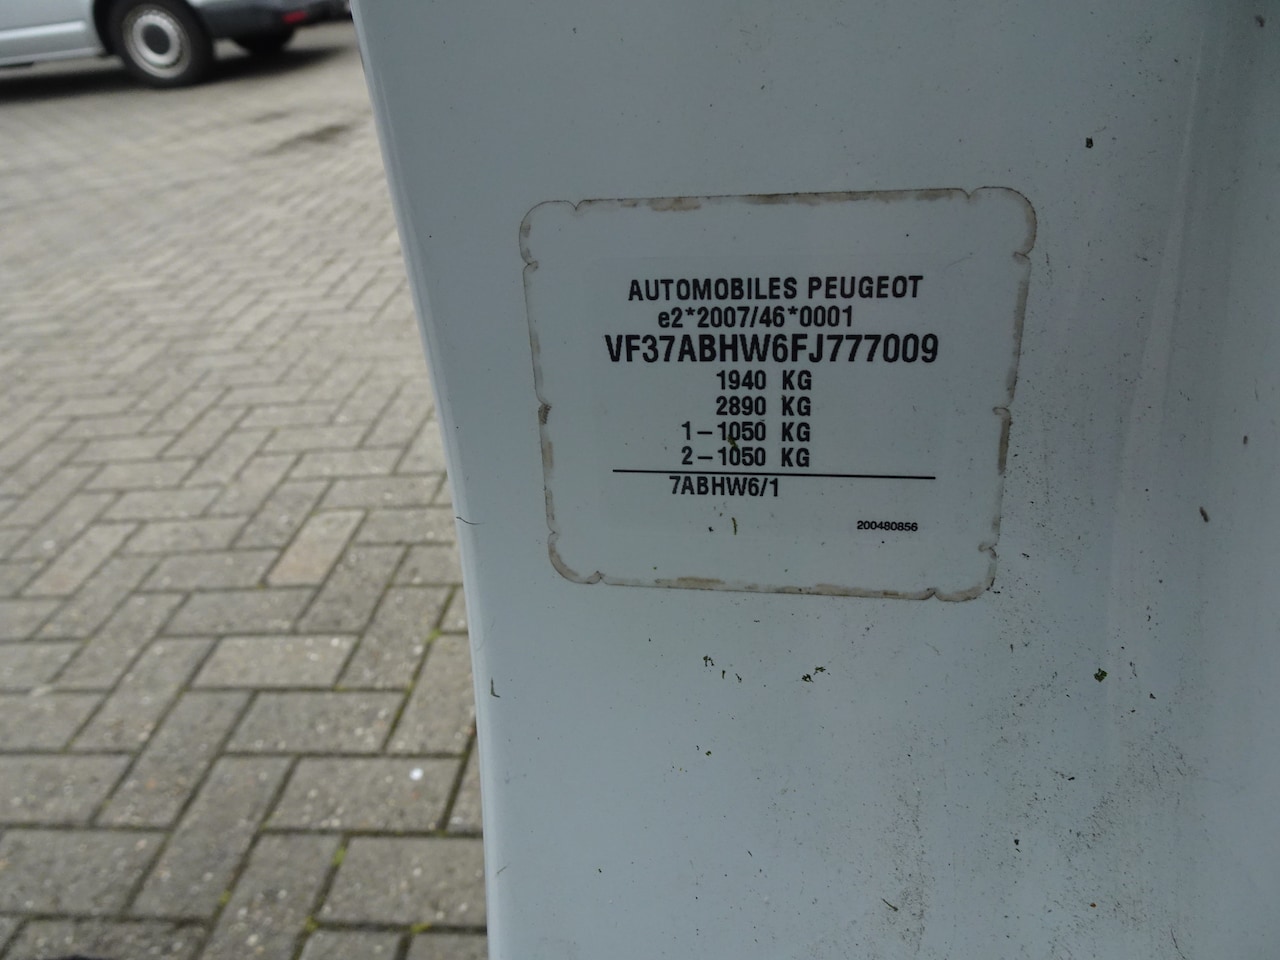 AUTOMOBILES PEUGEOT
e2*2007/46*0001
VF37ABHW6FJ777009
1940 KG
2890 KG
1-1050 KG
2-1050 KG
7ABHW6/1
200480856